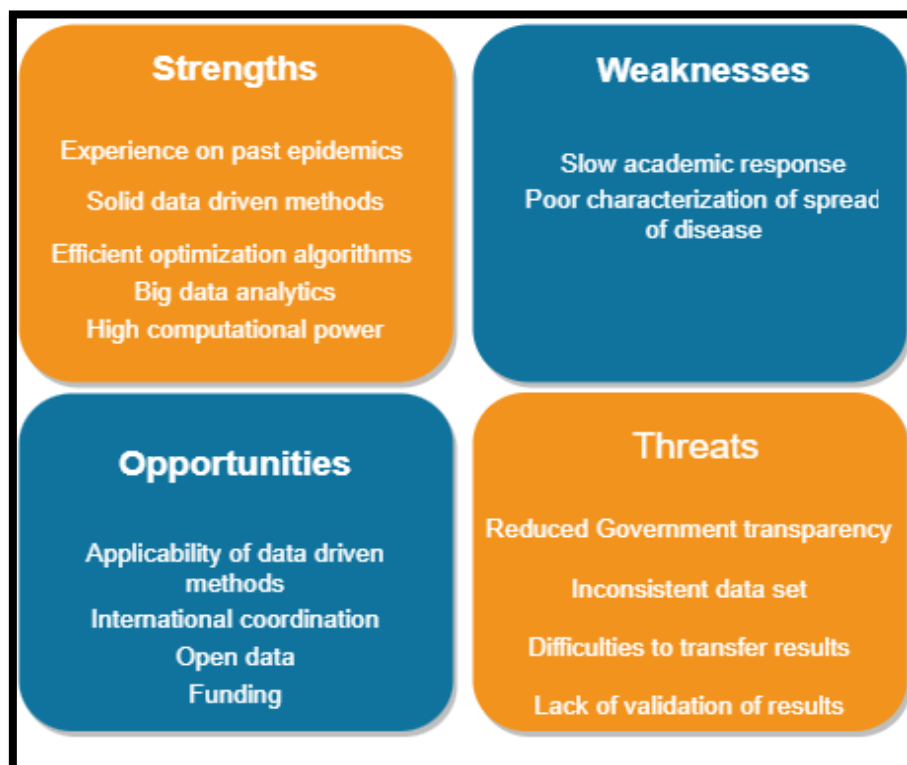 Strengths
Experience on past epidemics
Solid data driven methods
Efficient optimization algorithms
Big data analytics
High computational power
Weaknesses
Slow academic response
Poor characterization of spread
of disease
Opportunities
Applicability of data driven
methods
International coordination
Open data
Funding
Threats
Reduced Government transparency
Inconsistent data set
Difficulties to transfer results
Lack of validation of results